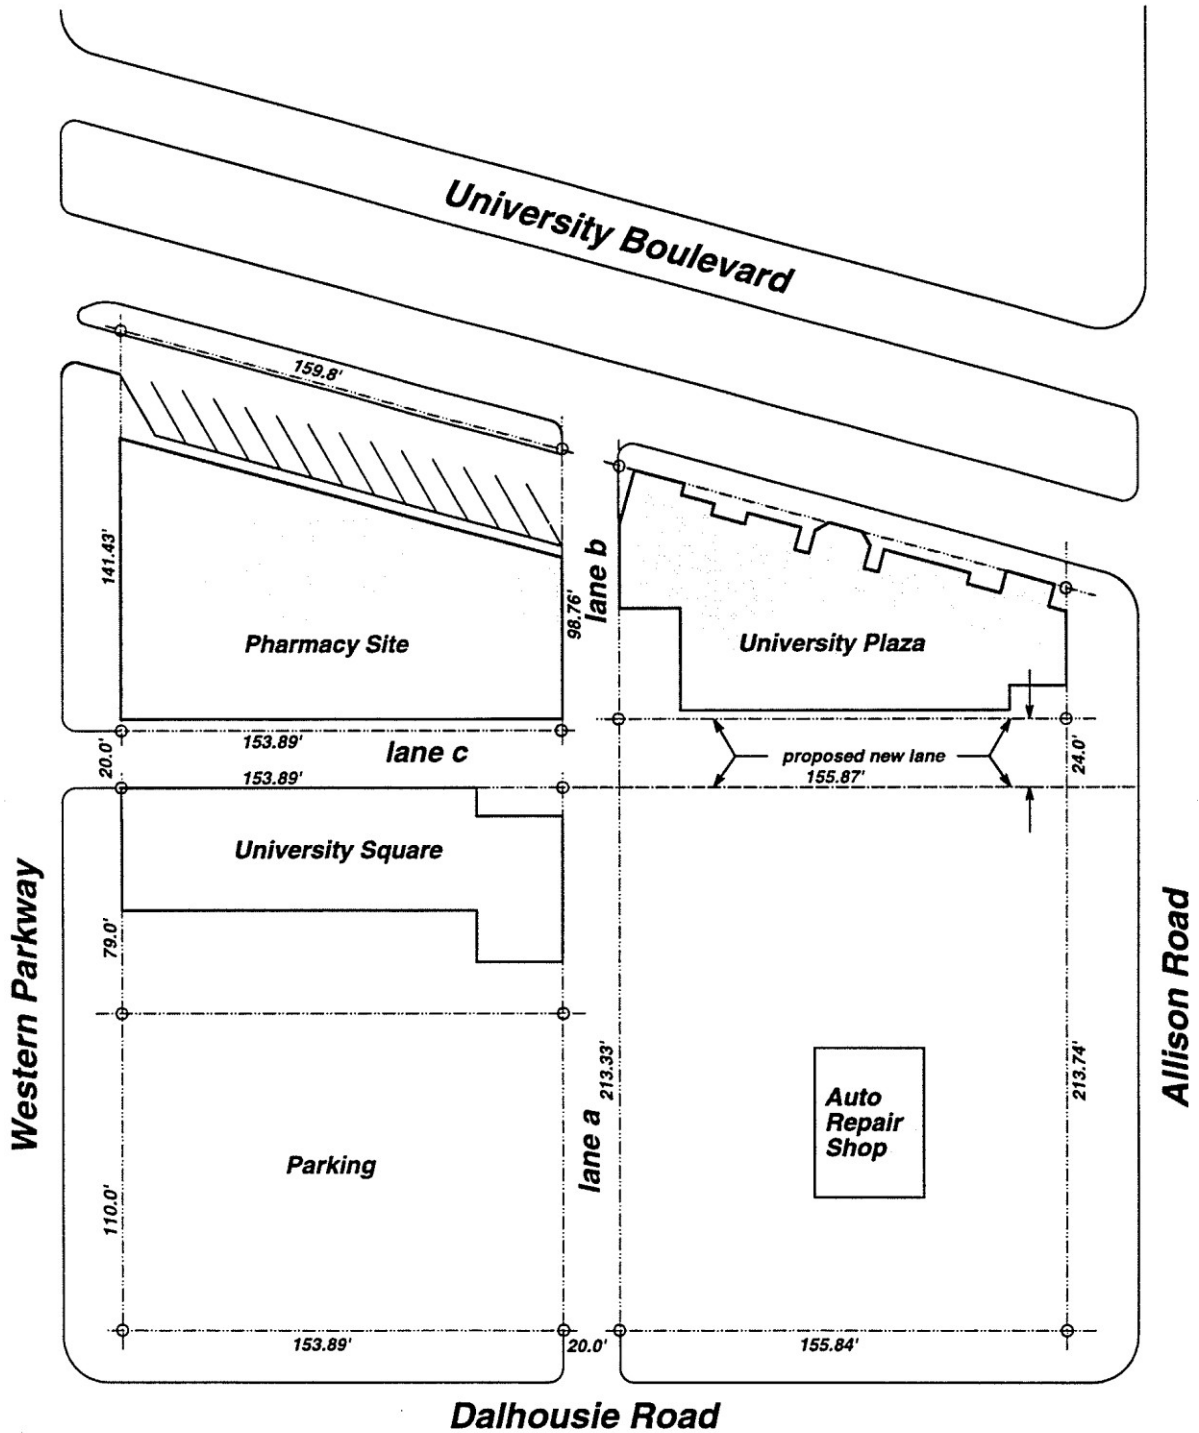 University Boulevard
159.8'
141.43'
98.76'
lane b
Pharmacy Site
University Plaza
20.0'
153.89'
lane c
153.89'
proposed new lane
155.87'
24.0'
University Square
79.0'
Western Parkway
Allison Road
213.33'
213.74'
Auto
Repair
Shop
lane a
Parking
110.0'
153.89'
20.0'
155.84'
Dalhousie Road